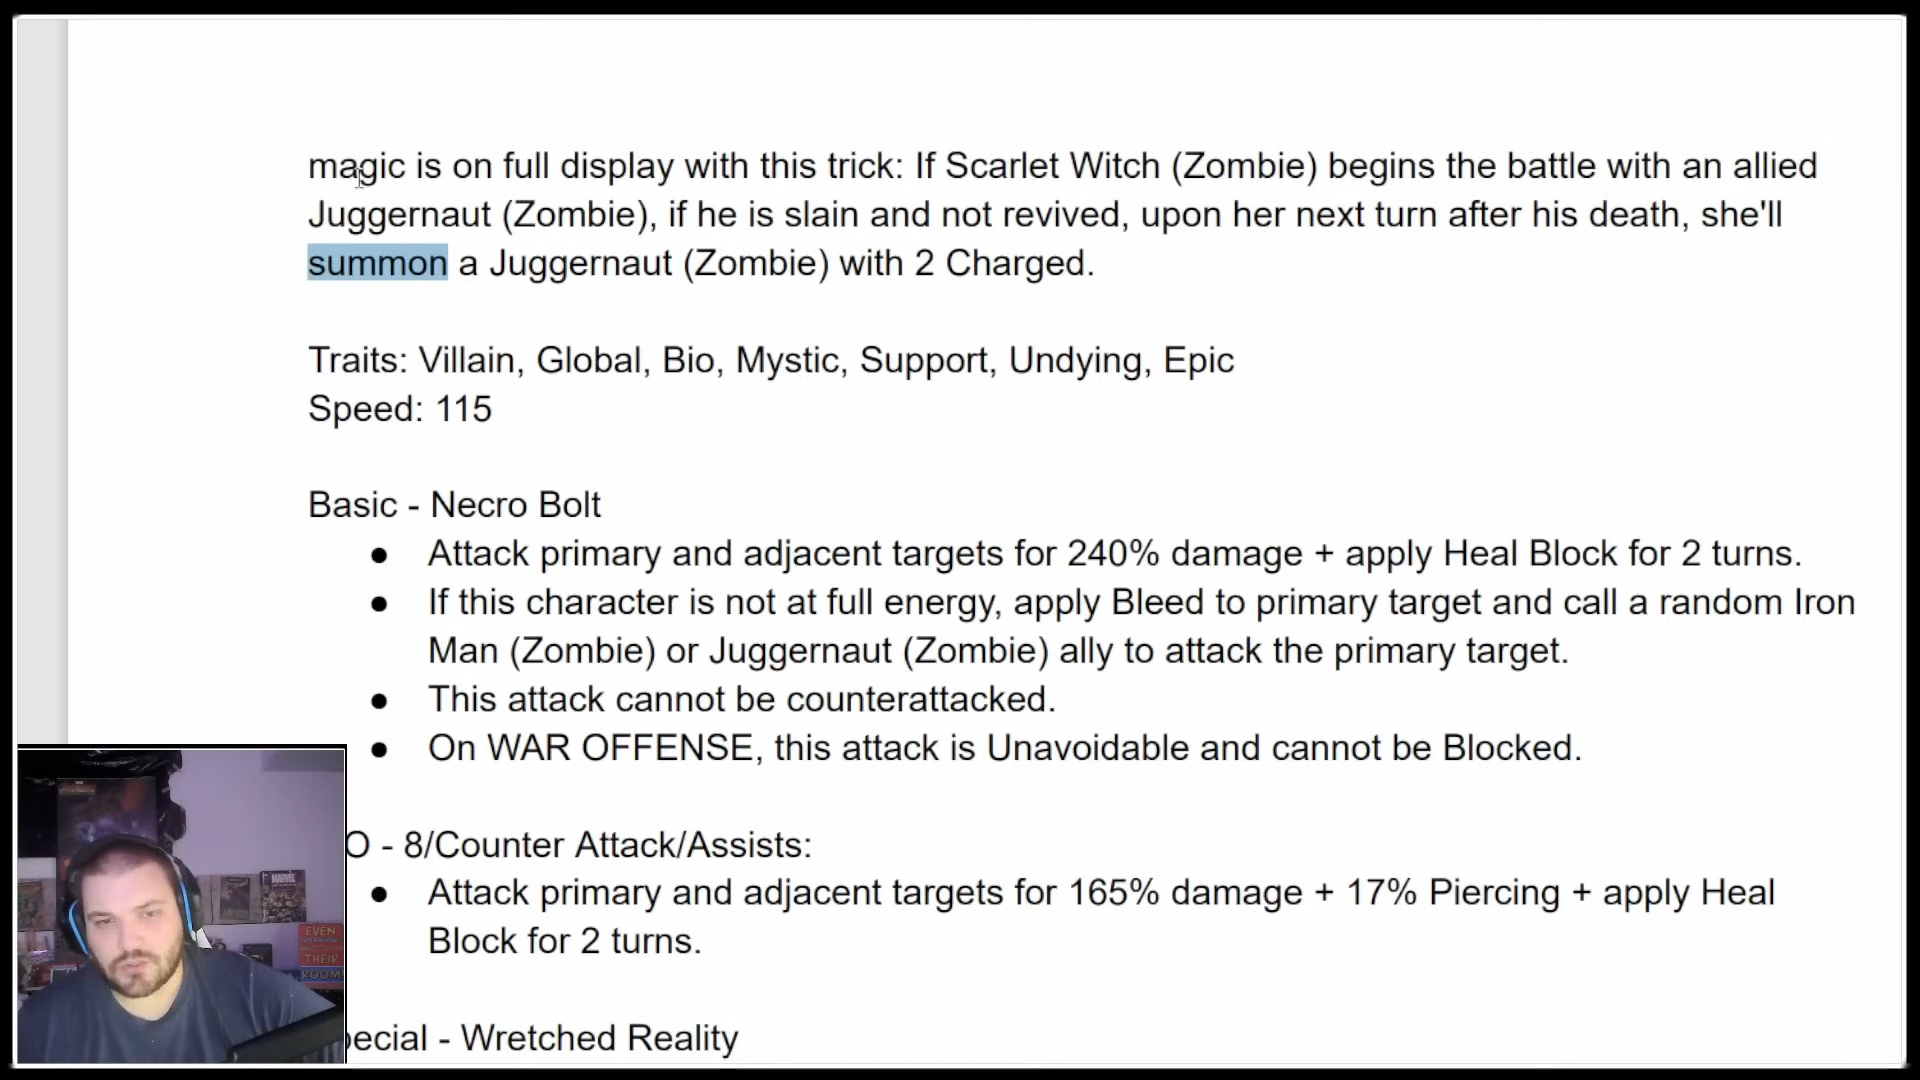 magic is on full display with this trick: If Scarlet Witch (Zombie) begins the battle with an allied
Juggernaut (Zombie), if he is slain and not revived, upon her next turn after his death, she'll
summon a Juggernaut (Zombie) with 2 Charged.
Traits: Villain, Global, Bio, Mystic, Support, Undying, Epic
Speed: 115
Basic - Necro Bolt
● Attack primary and adjacent targets for 240% damage + apply Heal Block for 2 turns.
● If this character is not at full energy, apply Bleed to primary target and call a random Iron
Man (Zombie) or Juggernaut (Zombie) ally to attack the primary target.
● This attack cannot be counterattacked.
● On WAR OFFENSE, this attack is Unavoidable and cannot be Blocked.
O - 8/Counter Attack/Assists:
● Attack primary and adjacent targets for 165% damage + 17% Piercing + apply Heal
Block for 2 turns.
pecial - Wretched Reality
MARVEL
EVEN
THEIR
ROOM